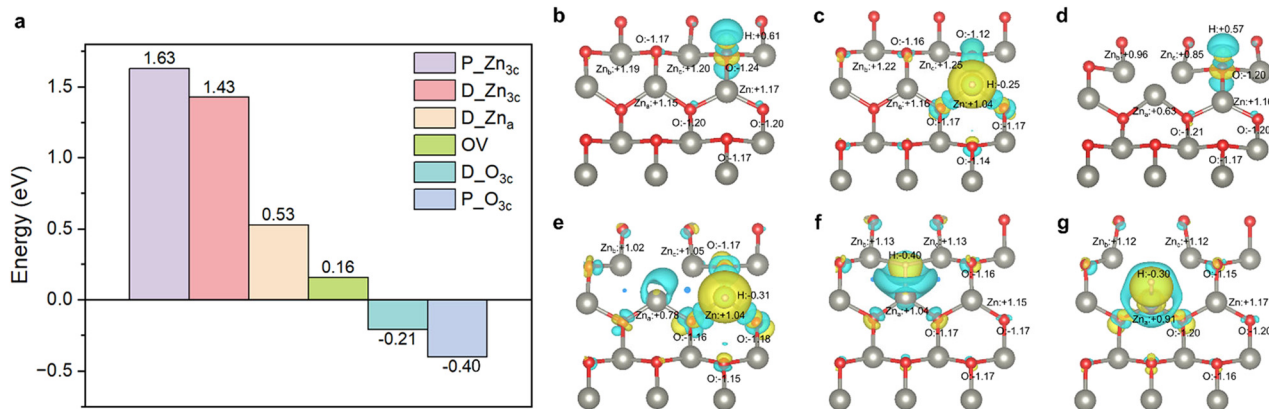 a
Energy (eV)
1.5
1.0
0.5
0.0
−0.5
1.63
1.43
0.53
0.16
-0.21
-0.40
P_Zn3c
D_Zn3c
D_Zna
OV
D_O3c
P_O3c
b
H:+0.61
O:-1.17
Znb:+1.19
Znc:+1.20
O:-1.24
Zna:+1.15
Zn:+1.17
O:-1.20
O:-1.20
O:-1.17
c
O:-1.12
O:-1.16
Znb:+1.22
Znc:+1.25
H:-0.25
Zna:+1.16
Zn:+1.04
O:-1.17
O:-1.17
O:-1.14
d
H:+0.57
Znb:+0.96
Znc:+0.85
O:-1.20
Zna:+0.63
O:-1.21
O:-1.20
O:-1.17
e
Znb:+1.02
Znc:+1.05
O:-1.17
H:-0.31
Zna:+0.78
Zn:+1.04
O:-1.16
O:-1.18
O:-1.15
f
Znb:+1.13
Znc:+1.13
H:-0.40
O:-1.16
Zna:+1.04
Zn:+1.15
O:-1.17
O:-1.17
O:-1.17
g
Znb:+1.12
Znc:+1.12
O:-1.15
H:-0.30
Zna:+0.91
Zn:+1.17
O:-1.20
O:-1.20
O:-1.16